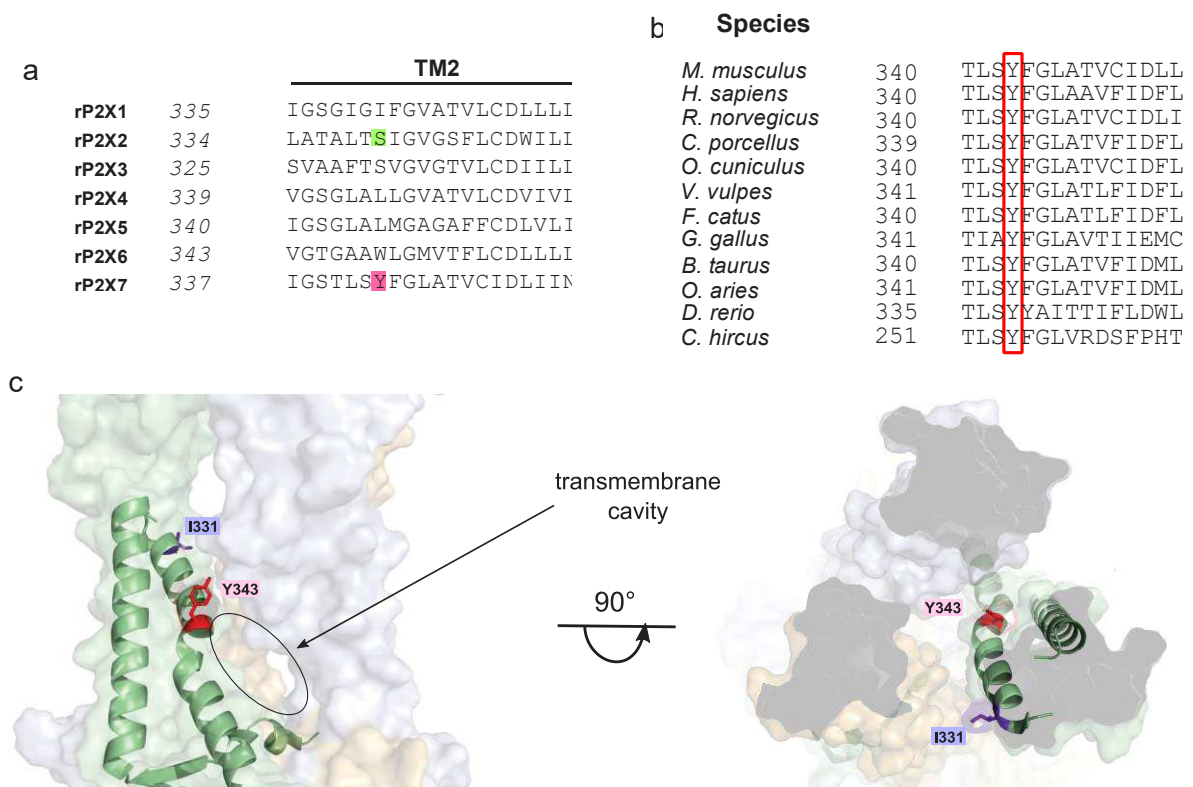 a
TM2
rP2X1 335 IGSGIGIFGVATVLCDLLLI
rP2X2 334 LATALTSIGVGSFLCDWILI
rP2X3 325 SVAAFTSVGVGTVLCDIILI
rP2X4 339 VGSGLALLGVATVLCDVIVI
rP2X5 340 IGSGLALMGAGAFFCDLVLI
rP2X6 343 VGTGAAWLGMVTFLCDLLLI
rP2X7 337 IGSTLSYFGLATVCIDLIIN
b
Species
M. musculus 340 TLSYFGLATVCIDLL
H. sapiens 340 TLSYFGLAAVFIDFL
R. norvegicus 340 TLSYFGLATVCIDLI
C. porcellus 339 TLSYFGLATVFIDFL
O. cuniculus 340 TLSYFGLATVCIDFL
V. vulpes 341 TLSYFGLATLFIDFL
F. catus 340 TLSYFGLATLFIDFL
G. gallus 341 TIAYFGLAVTIIEMC
B. taurus 340 TLSYFGLATVFIDML
O. aries 341 TLSYFGLATVFIDML
D. rerio 335 TLSYYAITTIFLDWL
C. hircus 251 TLSYFGLVRDSFPHT
c
I331
Y343
transmembrane
cavity
90°
Y343
I331